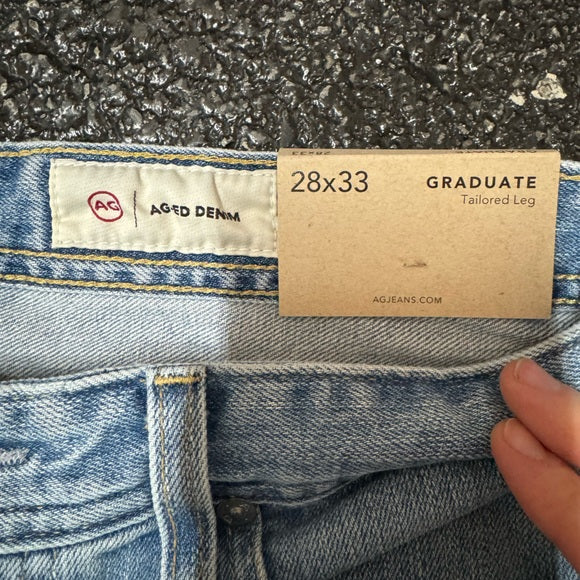 28x33
GRADUATE
Tailored Leg
AG
AG-ED DENIM
AGJEANS.COM